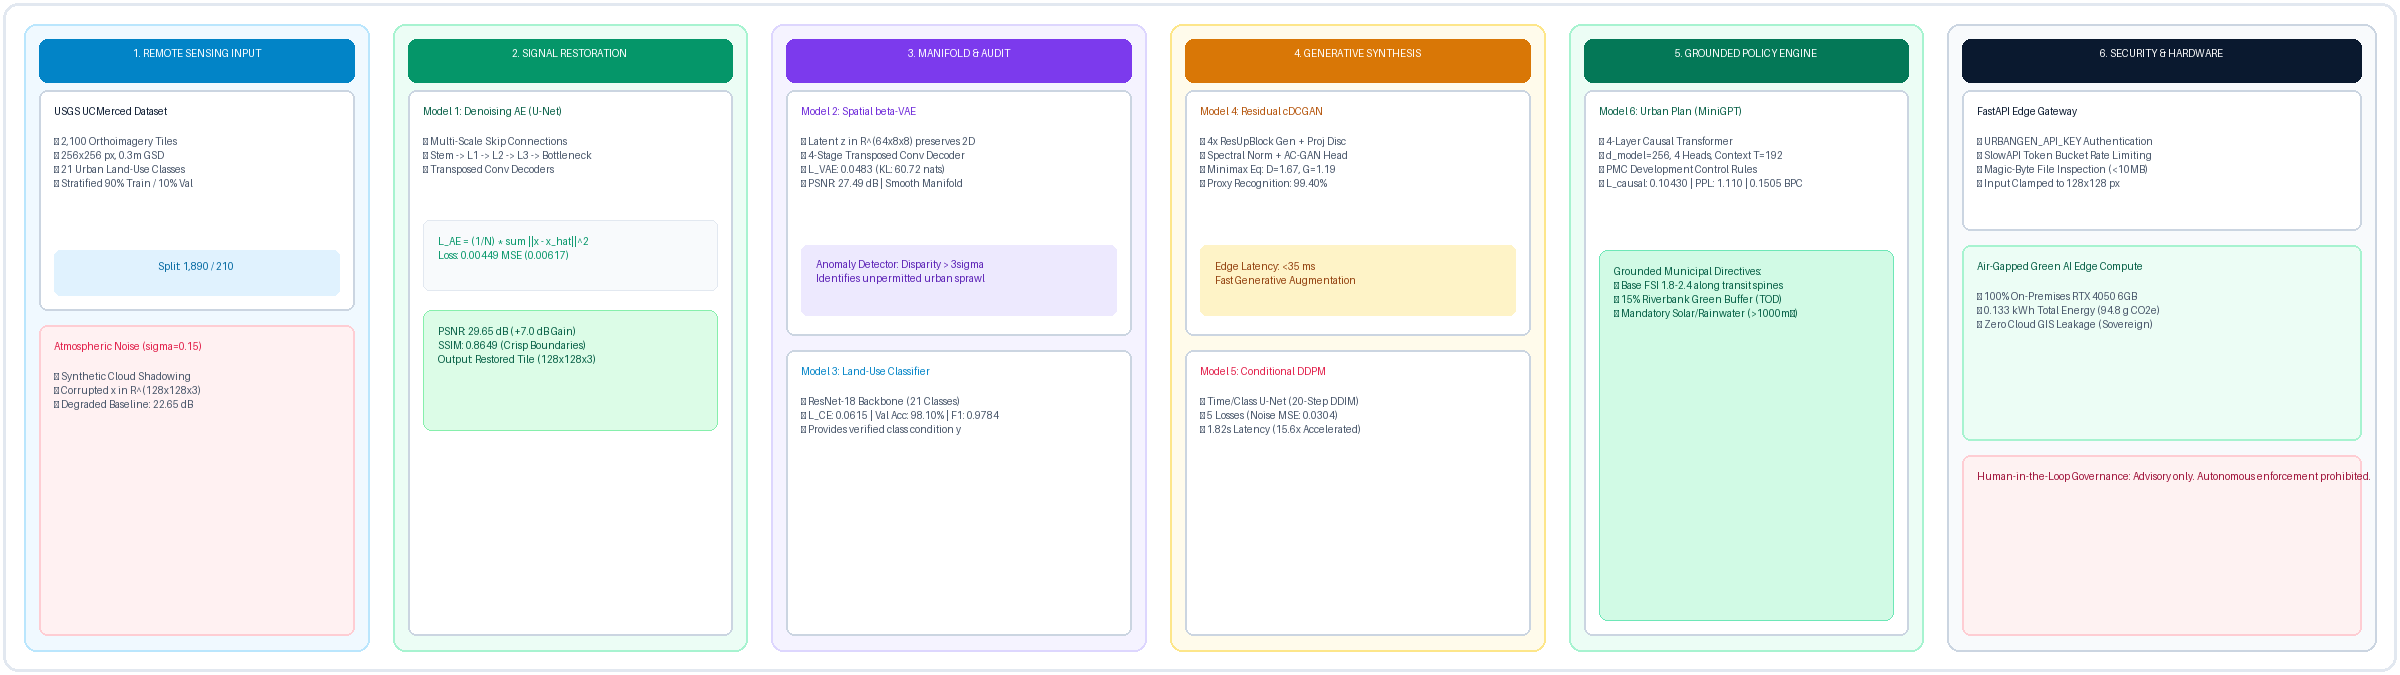 1. REMOTE SENSING INPUT
USGS UCMerced Dataset
2,100 Orthoimagery Tiles
256x256 px, 0.3m GSD
21 Urban Land-Use Classes
Stratified 90% Train / 10% Val
Split: 1,890 / 210
Atmospheric Noise (sigma=0.15)
Synthetic Cloud Shadowing
Corrupted x in R^(128x128x3)
Degraded Baseline: 22.65 dB
2. SIGNAL RESTORATION
Model 1: Denoising AE (U-Net)
Multi-Scale Skip Connections
Stem -> L1 -> L2 -> L3 -> Bottleneck
Transposed Conv Decoders
L_AE = (1/N) * sum ||x - x_hat||^2
Loss: 0.00449 MSE (0.00617)
PSNR: 29.65 dB (+7.0 dB Gain)
SSIM: 0.8649 (Crisp Boundaries)
Output: Restored Tile (128x128x3)
3. MANIFOLD & AUDIT
Model 2: Spatial beta-VAE
Latent z in R^(64x8x8) preserves 2D
4-Stage Transposed Conv Decoder
L_VAE: 0.0483 (KL: 60.72 nats)
PSNR: 27.49 dB | Smooth Manifold
Anomaly Detector: Disparity > 3sigma
Identifies unpermitted urban sprawl
Model 3: Land-Use Classifier
ResNet-18 Backbone (21 Classes)
L_CE: 0.0615 | Val Acc: 98.10% | F1: 0.9784
Provides verified class condition y
4. GENERATIVE SYNTHESIS
Model 4: Residual cDCGAN
4x ResUpBlock Gen + Proj Disc
Spectral Norm + AC-GAN Head
Minimax Eq: D=1.67, G=1.19
Proxy Recognition: 99.40%
Edge Latency: <35 ms
Fast Generative Augmentation
Model 5: Conditional DDPM
Time/Class U-Net (20-Step DDIM)
5 Losses (Noise MSE: 0.0304)
1.82s Latency (15.6x Accelerated)
5. GROUNDED POLICY ENGINE
Model 6: Urban Plan (MiniGPT)
4-Layer Causal Transformer
d_model=256, 4 Heads, Context T=192
PMC Development Control Rules
L_causal: 0.10430 | PPL: 1.110 | 0.1505 BPC
Grounded Municipal Directives:
Base FSI 1.8-2.4 along transit spines
15% Riverbank Green Buffer (TOD)
Mandatory Solar/Rainwater (>1000m)
6. SECURITY & HARDWARE
FastAPI Edge Gateway
URBANGEN_API_KEY Authentication
SlowAPI Token Bucket Rate Limiting
Magic-Byte File Inspection (<10MB)
Input Clamped to 128x128 px
Air-Gapped Green AI Edge Compute
100% On-Premises RTX 4050 6GB
0.133 kWh Total Energy (94.8 g CO2e)
Zero Cloud GIS Leakage (Sovereign)
Human-in-the-Loop Governance: Advisory only. Autonomous enforcement prohibited.